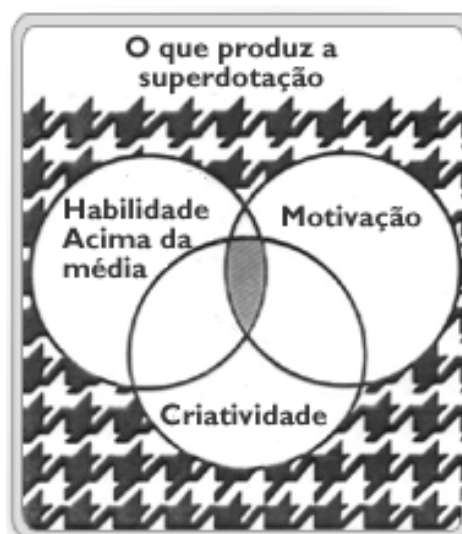 O que produz a
superdotação
Habilidade
Acima da
média
Motivação
Criatividade